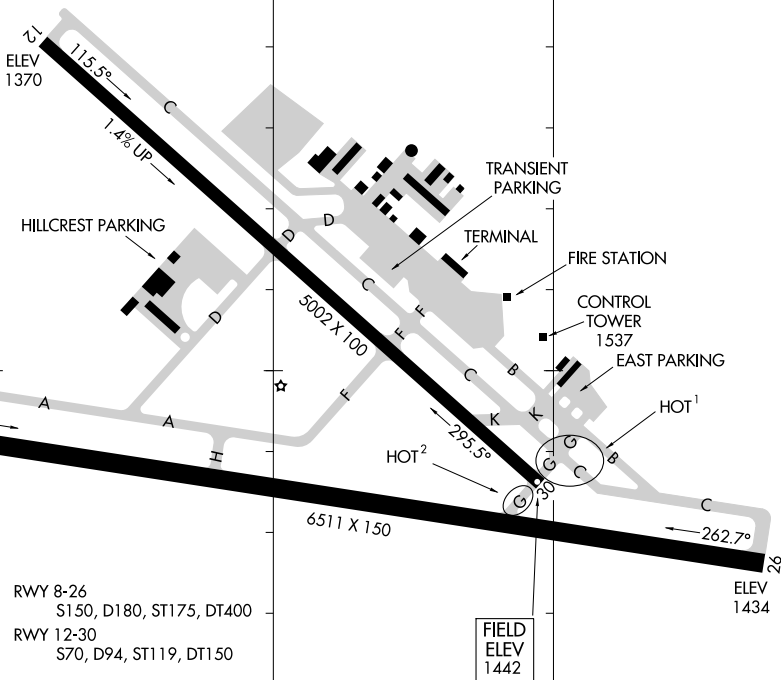 12
ELEV
1370
115.5°
C
1.4% UP
TRANSIENT
PARKING
D
D
HILLCREST PARKING
TERMINAL
FIRE STATION
C
D
F
F
5002 X 100
CONTROL
TOWER
1537
EAST PARKING
B
C
F
A
A
K
K
HOT1
295.5°
HOT2
H
G
G
B
C
30
G
C
6511 X 150
262.7°
26
ELEV
1434
RWY 8-26
S150, D180, ST175, DT400
RWY 12-30
S70, D94, ST119, DT150
FIELD
ELEV
1442